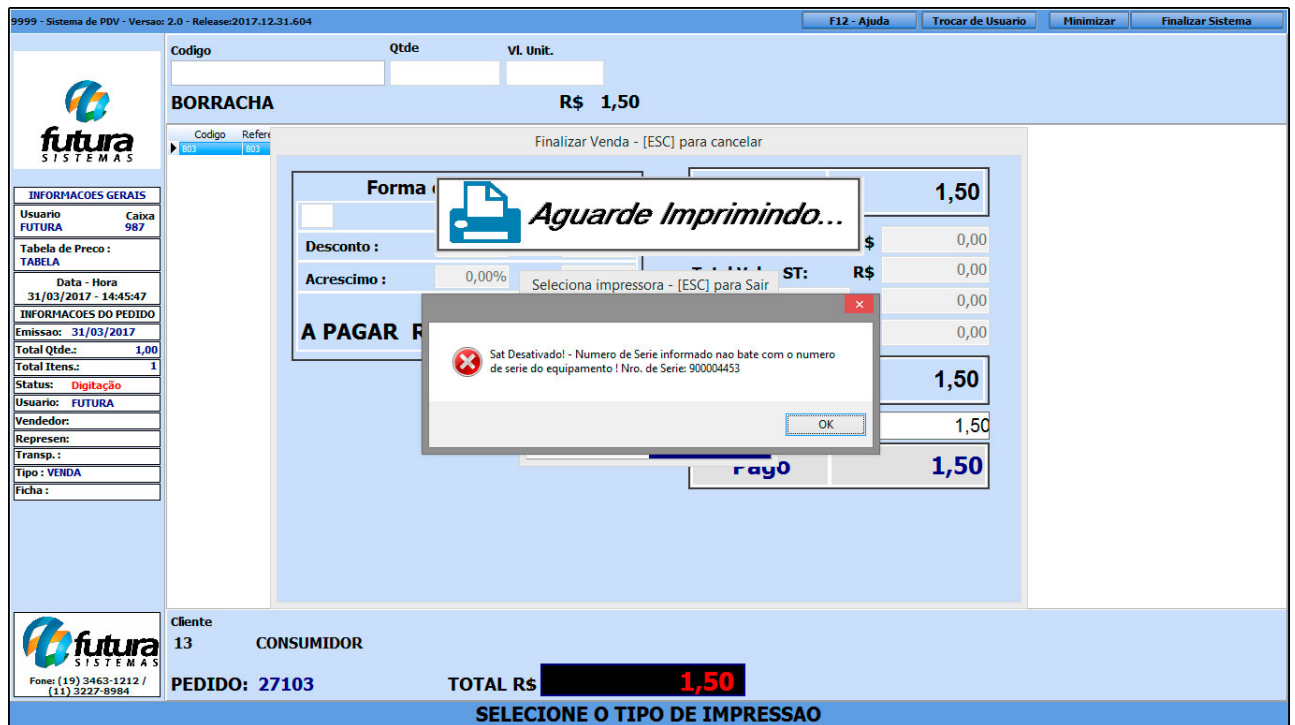 9999 - Sistema de PDV - Versao: 2.0 - Release:2017.12.31.604
F12 - Ajuda
Trocar de Usuario
Minimizar
Finalizar Sistema
futura
SISTEMAS
INFORMACOES GERAIS
Usuario Caixa
FUTURA 987
Tabela de Preco :
TABELA
Data - Hora
31/03/2017 - 14:45:47
INFORMACOES DO PEDIDO
Emissao: 31/03/2017
Total Qtde.: 1,00
Total Itens.: 1
Status: Digitação
Usuario: FUTURA
Vendedor:
Represen:
Transp. :
Tipo : VENDA
Ficha :
futura
SISTEMAS
Fone: (19) 3463-1212 /
(11) 3227-8984
Codigo Qtde Vl. Unit.
BORRACHA R$ 1,50
Codigo Refere
803 803
Finalizar Venda - [ESC] para cancelar
Forma
1,50
Aguarde Imprimindo...
Desconto :
$ 0,00
Acrescimo : 0,00%
ST: R$ 0,00
Seleciona impressora - [ESC] para Sair
0,00
A PAGAR
0,00
Sat Desativado! - Numero de Serie informado nao bate com o numero
de serie do equipamento ! Nro. de Serie: 900004453
OK
1,50
1,50
Pago 1,50
Cliente
13 CONSUMIDOR
PEDIDO: 27103 TOTAL R$ 1,50
SELECIONE O TIPO DE IMPRESSAO